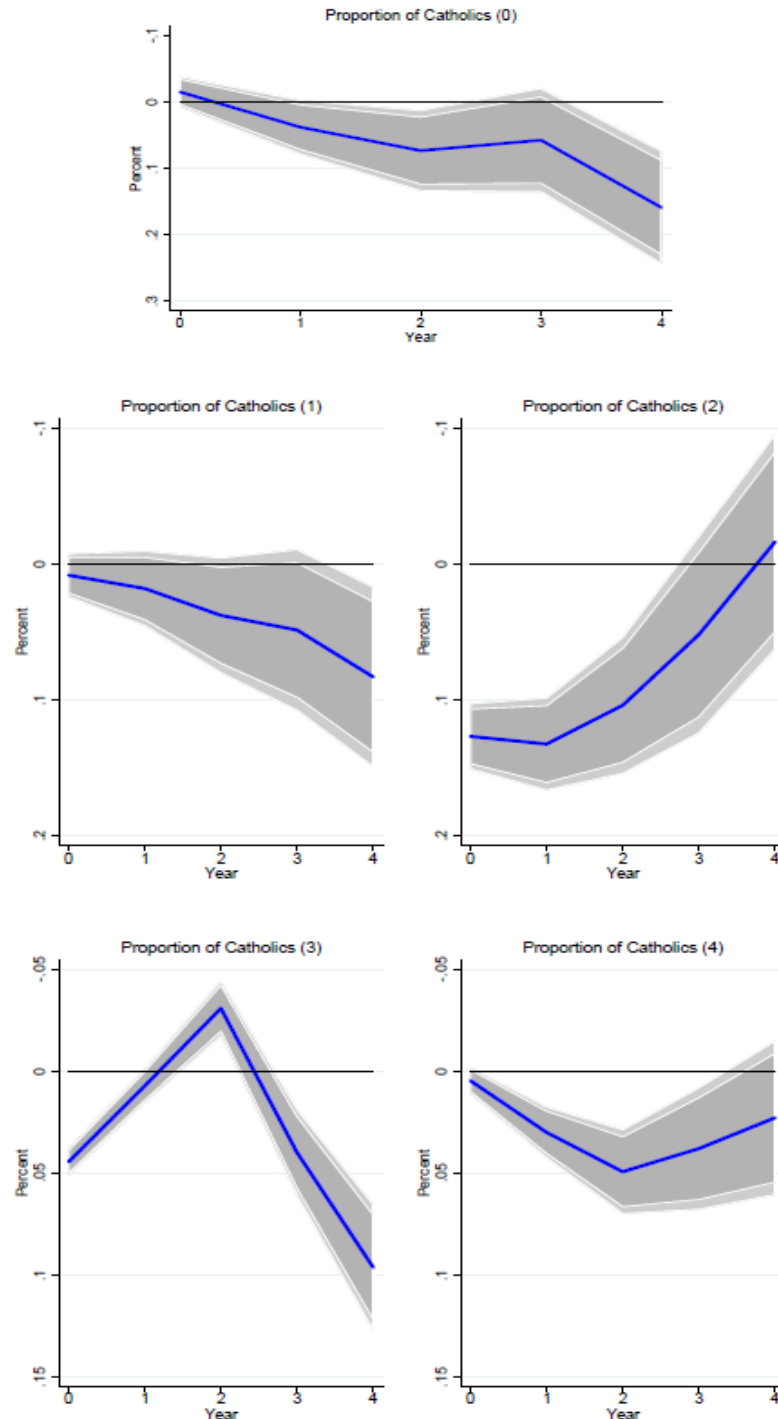 Proportion of Catholics (0)
-.1
0
.1
.2
.3
Percent
0 1 2 3 4
Year
Proportion of Catholics (1)
-.1
0
.1
.2
Percent
0 1 2 3 4
Year
Proportion of Catholics (2)
-.1
0
.1
.2
Percent
0 1 2 3 4
Year
Proportion of Catholics (3)
-.05
0
.05
.1
.15
Percent
0 1 2 3 4
Year
Proportion of Catholics (4)
-.05
0
.05
.1
.15
Percent
0 1 2 3 4
Year